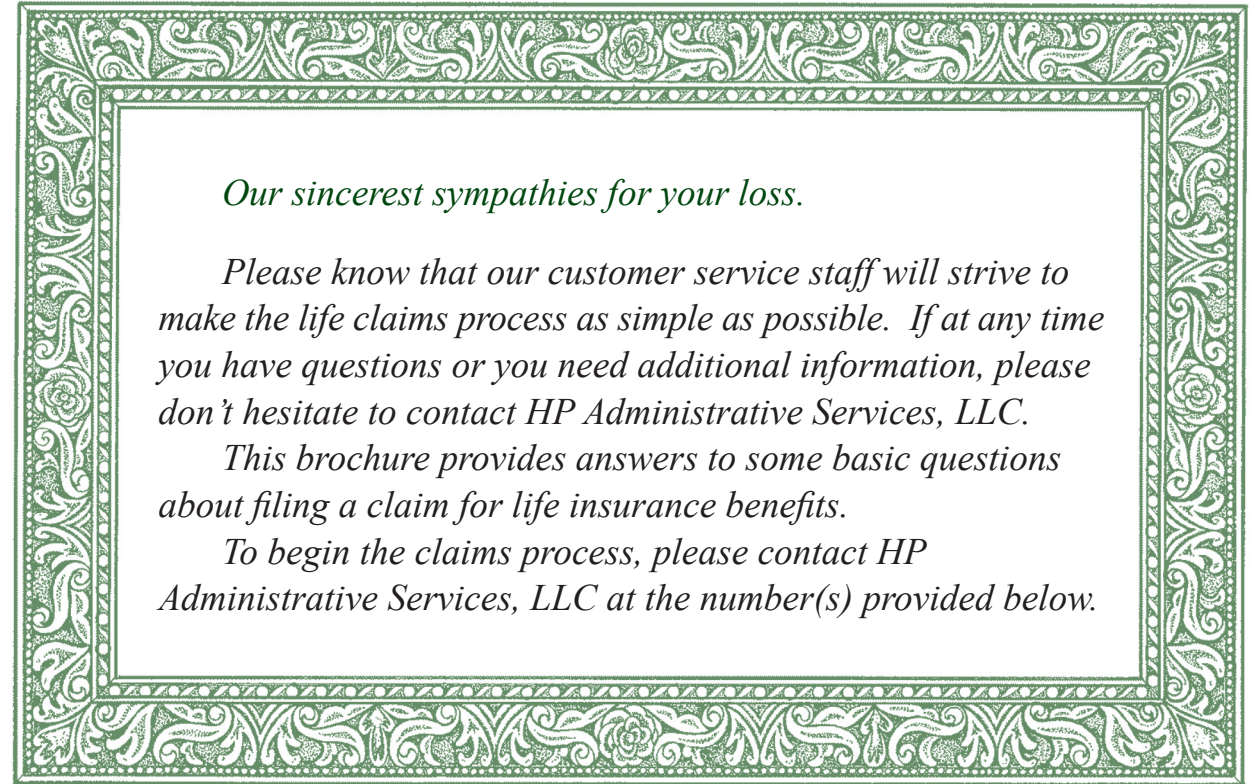 Our sincerest sympathies for your loss.
Please know that our customer service staff will strive to
make the life claims process as simple as possible.  If at any time
you have questions or you need additional information, please
don’t hesitate to contact HP Administrative Services, LLC.
This brochure provides answers to some basic questions
about filing a claim for life insurance benefits.
To begin the claims process, please contact HP
Administrative Services, LLC at the number(s) provided below.